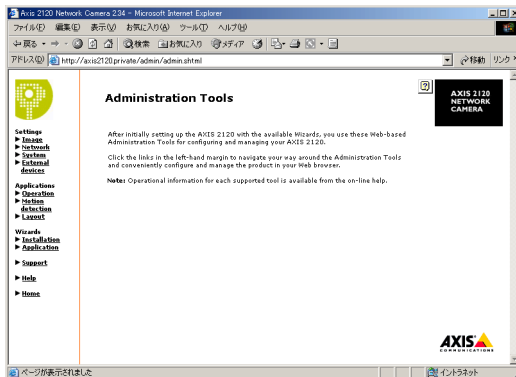 Axis 2120 Network Camera 2.34 - Microsoft Internet Explorer
ファイル(F) 編集(E) 表示(V) お気に入り(A) ツール(T) ヘルプ(H)
戻る 検索 お気に入り メディア
アドレス(D) http://axis2120.private/admin/admin.shtml 移動 リンク
Administration Tools
AXIS 2120
NETWORK
CAMERA
After initially setting up the AXIS 2120 with the available Wizards, you use these Web-based
Administration Tools for configuring and managing your AXIS 2120.
Click the links in the left-hand margin to navigate your way around the Administration Tools
and conveniently configure and manage the product in your Web browser.
Note: Operational information for each supported tool is available from the on-line help.
Settings
Image
Network
System
External
devices
Applications
Operation
Motion
detection
Layout
Wizards
Installation
Application
Support
Help
Home
AXIS
COMMUNICATIONS
ページが表示されました イントラネット